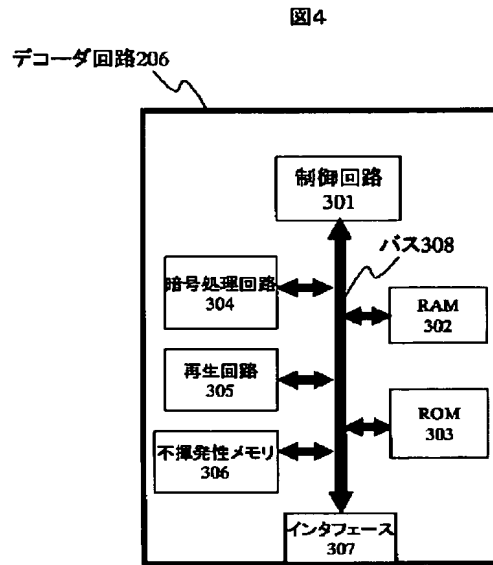 図4
デコーダ回路206
制御回路
301
バス308
暗号処理回路
304
RAM
302
再生回路
305
ROM
303
不揮発性メモリ
306
インタフェース
307